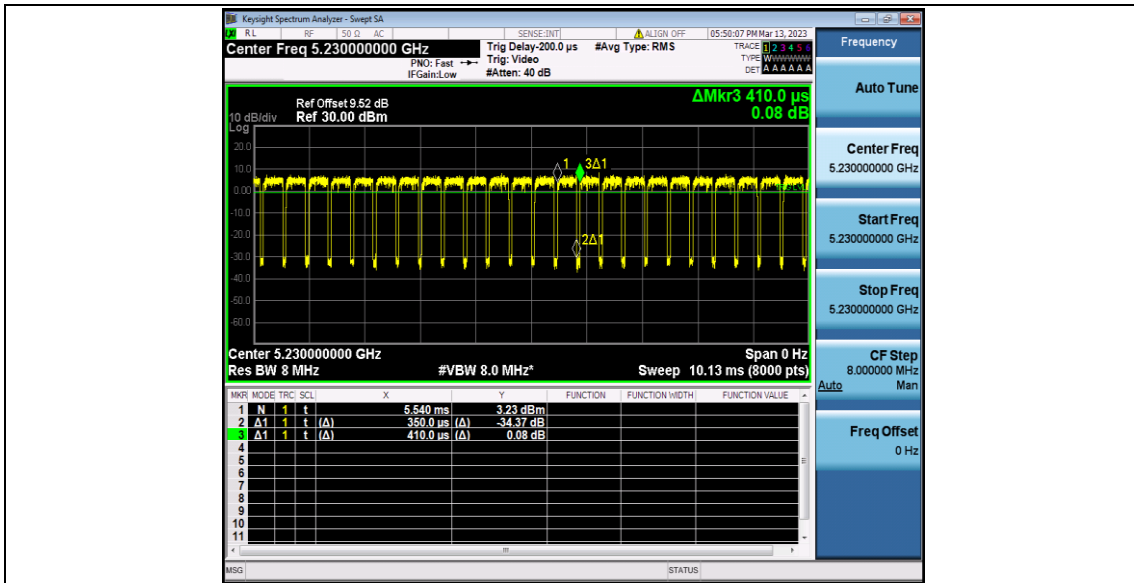 Keysight Spectrum Analyzer - Swept SA
RL RF 50 Ω AC SENSE:INT ALIGN OFF 05:50:07 PM Mar 13, 2023
Center Freq 5.230000000 GHz
PNO: Fast
IFGain:Low
Trig Delay-200.0 µs
Trig: Video
#Atten: 40 dB
#Avg Type: RMS
TRACE 1 2 3 4 5 6
TYPE WWWWWW
DET A A A A A A
Frequency
Auto Tune
Center Freq
5.230000000 GHz
Start Freq
5.230000000 GHz
Stop Freq
5.230000000 GHz
CF Step
8.000000 MHz
Auto Man
Freq Offset
0 Hz
ΔMkr3 410.0 µs
0.08 dB
Ref Offset 9.52 dB
10 dB/div Ref 30.00 dBm
Log
20.0
10.0
0.00
-10.0
-20.0
-30.0
-40.0
-50.0
-60.0
1
3Δ1
2Δ1
Center 5.230000000 GHz Span 0 Hz
Res BW 8 MHz #VBW 8.0 MHz* Sweep 10.13 ms (8000 pts)
MKR MODE TRC SCL X Y FUNCTION FUNCTION WIDTH FUNCTION VALUE
1 N 1 t 5.540 ms 3.23 dBm
2 Δ1 1 t (Δ) 350.0 µs (Δ) -34.37 dB
3 Δ1 1 t (Δ) 410.0 µs (Δ) 0.08 dB
4
5
6
7
8
9
10
11
MSG STATUS